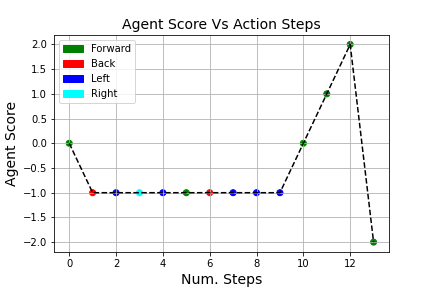 Agent Score Vs Action Steps
Forward
Back
Left
Right
2.0
1.5
1.0
0.5
0.0
−0.5
−1.0
−1.5
−2.0
Agent Score
0 2 4 6 8 10 12
Num. Steps